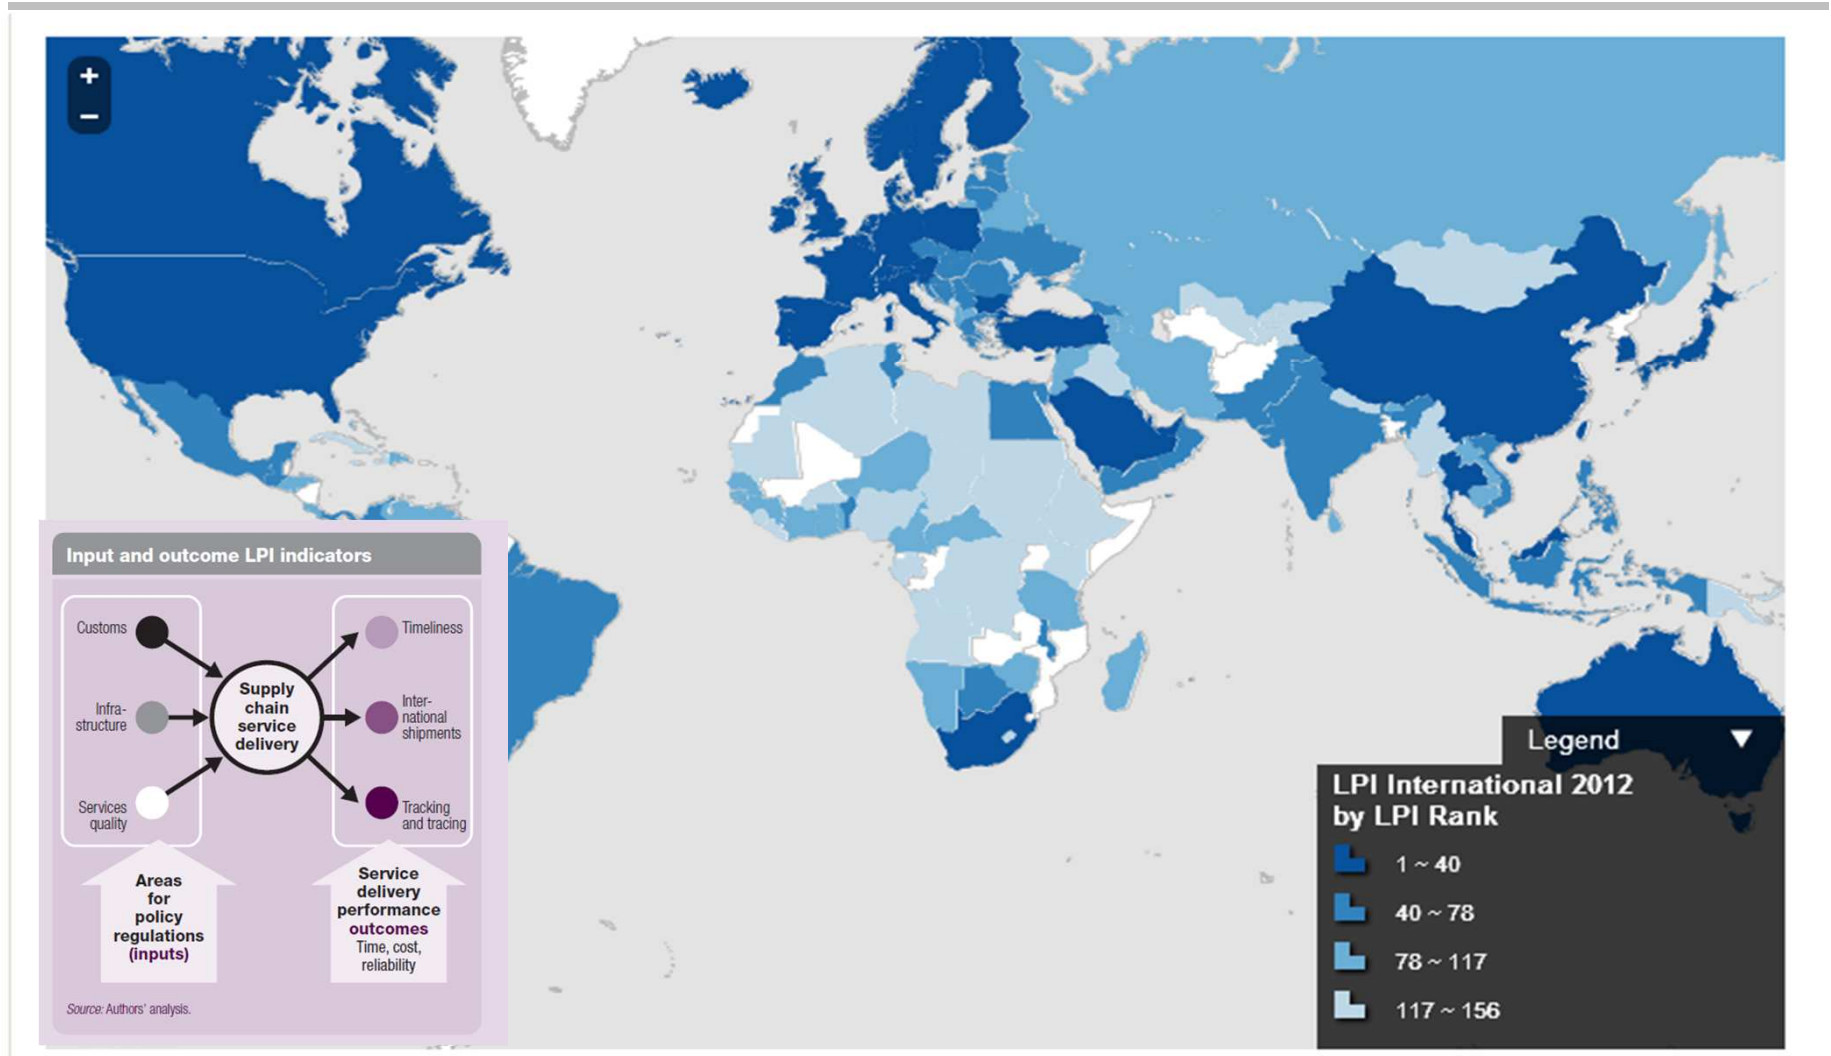 +
−
Input and outcome LPI indicators
Customs
Timeliness
Infra-
structure
Supply
chain
service
delivery
Inter-
national
shipments
Services
quality
Tracking
and tracing
Areas
for
policy
regulations
(inputs)
Service
delivery
performance
outcomes
Time, cost,
reliability
Source: Authors' analysis.
Legend
LPI International 2012
by LPI Rank
1 ~ 40
40 ~ 78
78 ~ 117
117 ~ 156